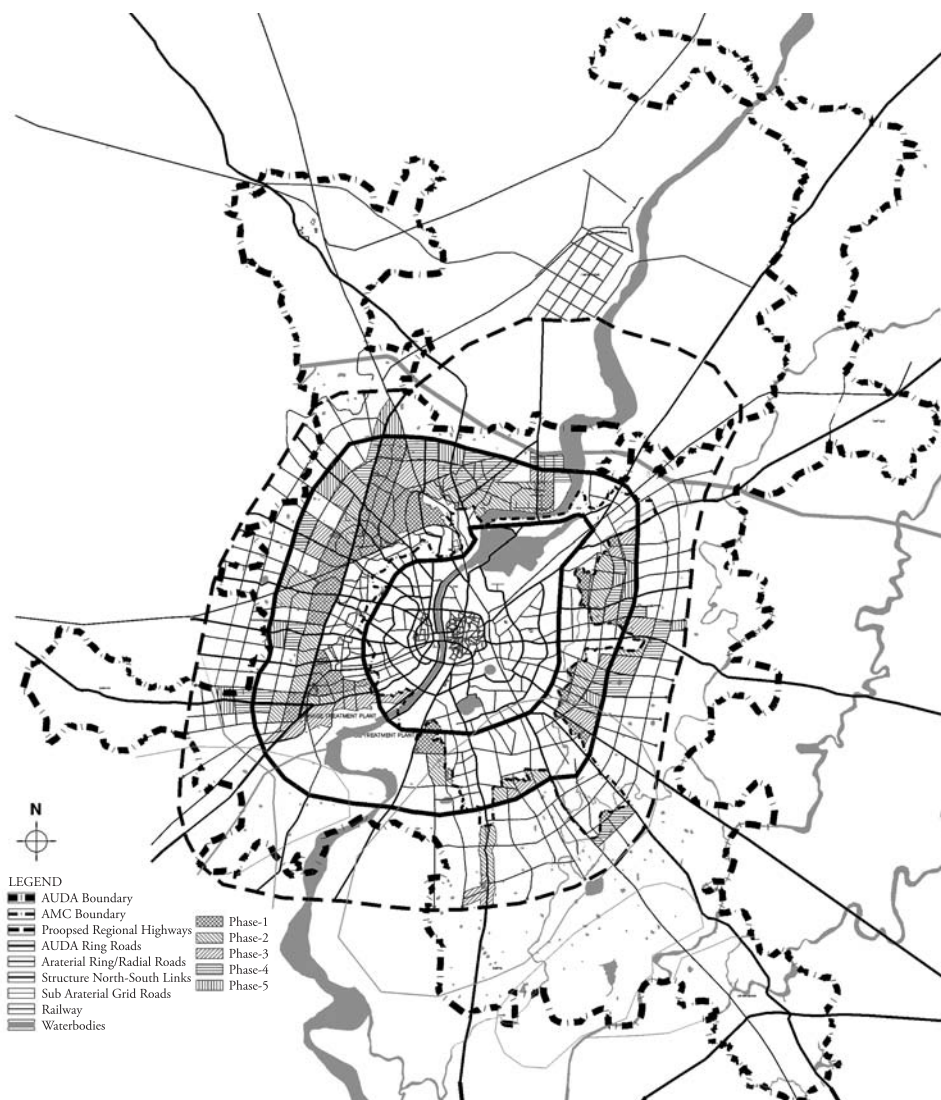 TREATMENT PLANT
TREATMENT PLANT
N
LEGEND
AUDA Boundary
AMC Boundary
Proopsed Regional Highways
AUDA Ring Roads
Araterial Ring/Radial Roads
Structure North-South Links
Sub Araterial Grid Roads
Railway
Waterbodies
Phase-1
Phase-2
Phase-3
Phase-4
Phase-5